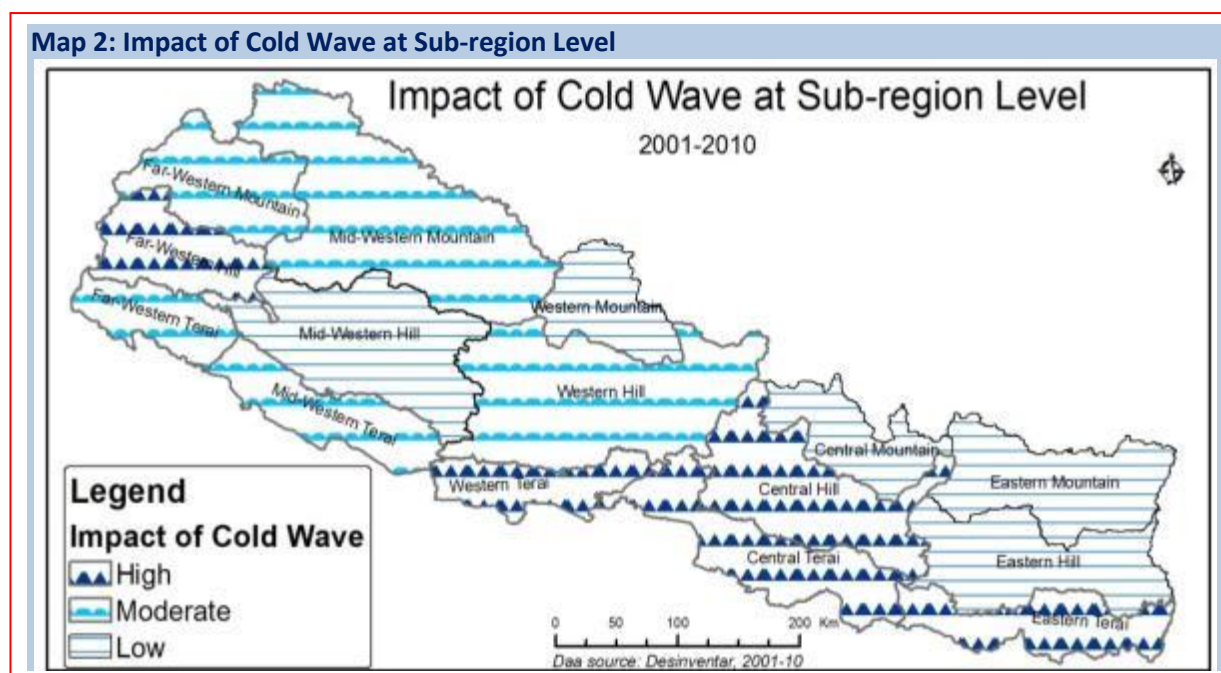 Map 2: Impact of Cold Wave at Sub-region Level
Impact of Cold Wave at Sub-region Level
2001-2010
Far-Western Mountain
Mid-Western Mountain
Far-Western Hill
Western Mountain
Far-Western Terai
Mid-Western Hill
Western Hill
Mid-Western Terai
Central Mountain
Western Terai
Central Hill
Eastern Mountain
Central Terai
Eastern Hill
Eastern Terai
Legend
Impact of Cold Wave
High
Moderate
Low
0 50 100 200 Km
Daa source: Desinventar, 2001-10